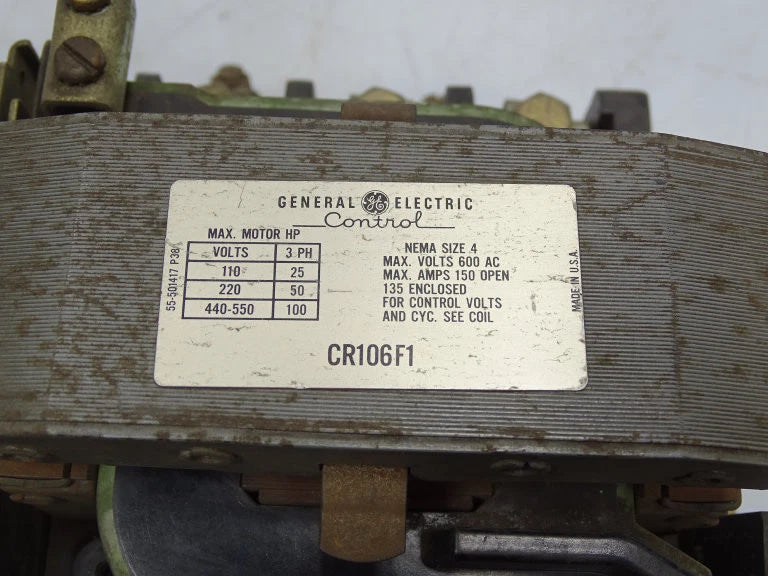 GENERAL GE ELECTRIC
Control
MAX. MOTOR HP
VOLTS 3 PH
110 25
220 50
440-550 100
NEMA SIZE 4
MAX. VOLTS 600 AC
MAX. AMPS 150 OPEN
135 ENCLOSED
FOR CONTROL VOLTS
AND CYC. SEE COIL
CR106F1
55-501417 P38
MADE IN U.S.A.